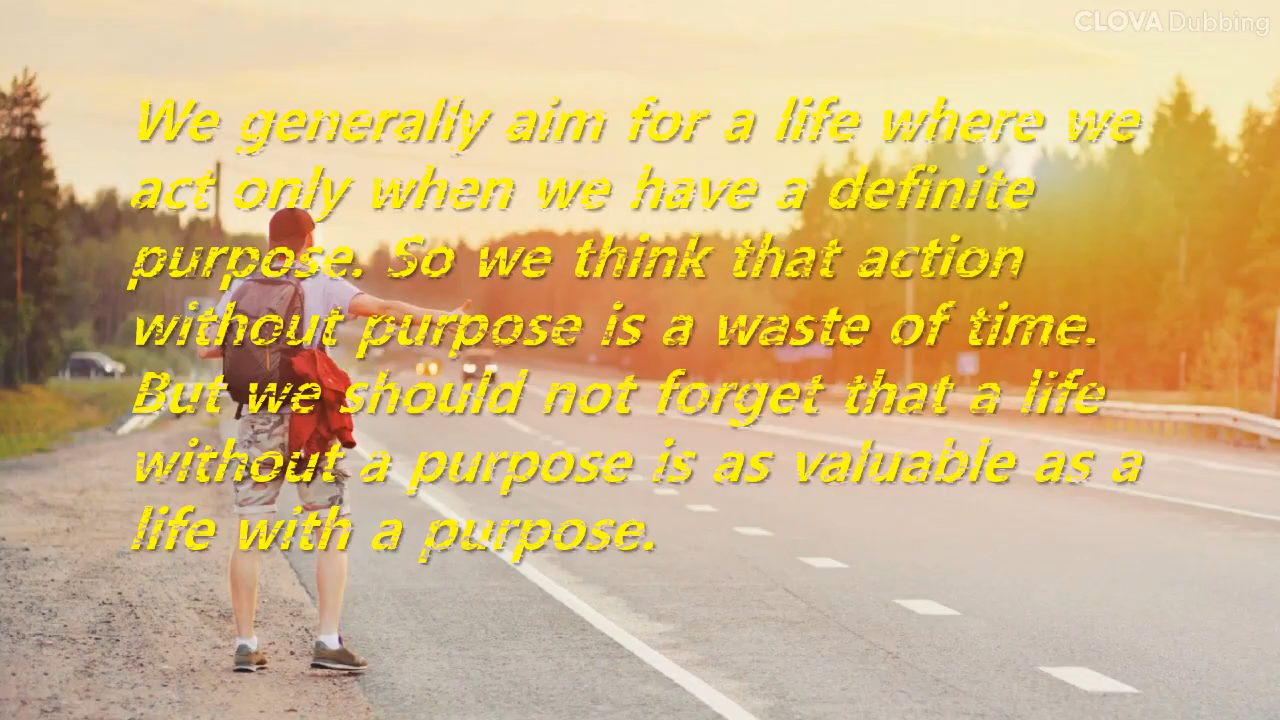 CLOVA Dubbing
We generally aim for a life where we
act only when we have a definite
purpose. So we think that action
without purpose is a waste of time.
But we should not forget that a life
without a purpose is as valuable as a
life with a purpose.